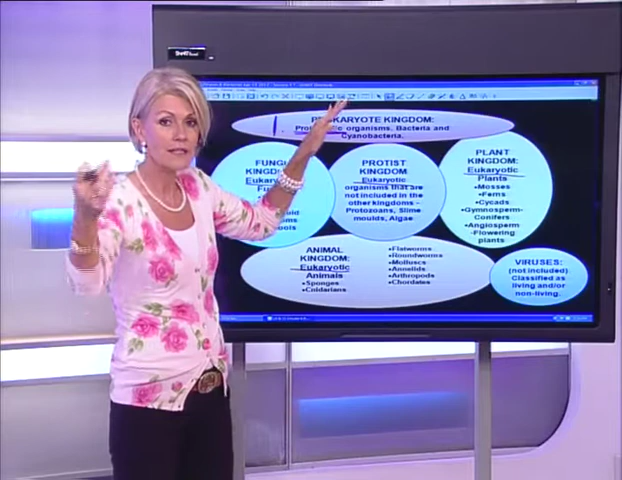 PROKARYOTE KINGDOM:
organisms. Bacteria and
Cyanobacteria.
FUNGI
KINGDOM:
PROTIST
KINGDOM:
Eukaryotic
organisms that are
not included in the
other kingdoms:
Protozoans, Slime
moulds, Algae
PLANT
KINGDOM:
Eukaryotic
Plants
•Mosses
•Ferns
•Cycads
•Gymnosperm-
Conifers
•Angiosperm-
Flowering
plants
ANIMAL
KINGDOM:
Eukaryotic
Animals
•Sponges
•Cnidarians
•Flatworms
•Roundworms
•Molluscs
•Annelids
•Arthropods
•Chordates
VIRUSES:
(not included).
Classified as
living and/or
non-living.